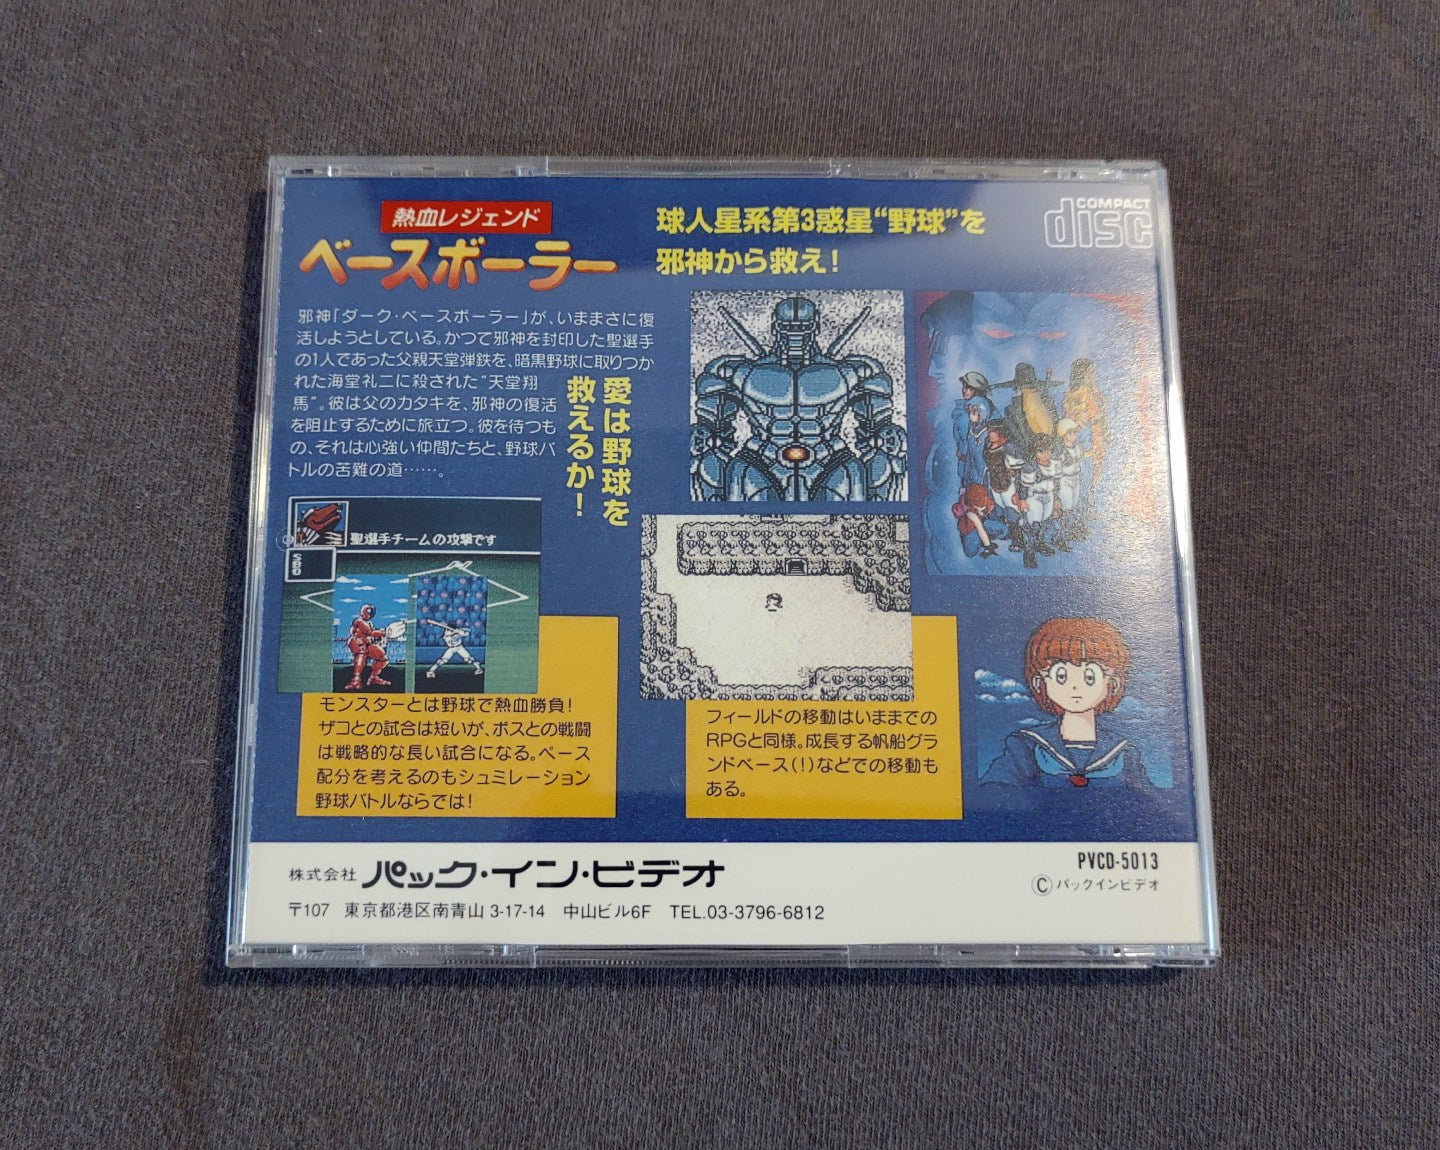 熱血レジェンド
ベースボーラー
球人星系第3惑星“野球”を
邪神から救え!
COMPACT
disc
邪神「ダーク・ベースボーラー」が、いままさに復
活しようとしている。かつて邪神を封印した聖選手
の1人であった父親天堂弾鉄を、暗黒野球に取りつか
れた海堂礼二に殺された“天堂翔
馬”。彼は父のカタキを、邪神の復活
を阻止するために旅立つ。彼を待つも
の、それは心強い仲間たちと、野球バ
トルの苦難の道……。
愛は野球を
救えるか!
聖選手チームの攻撃です
S
B
O
モンスターとは野球で熱血勝負!
ザコとの試合は短いが、ボスとの戦闘
は戦略的な長い試合になる。ペース
配分を考えるのもシュミレーション
野球バトルならでは!
フィールドの移動はいままでの
RPGと同様。成長する帆船グラ
ンドベース(!)などでの移動も
ある。
株式会社 パック・イン・ビデオ
〒107 東京都港区南青山 3-17-14 中山ビル6F TEL.03-3796-6812
PVCD-5013
Ⓒパックインビデオ